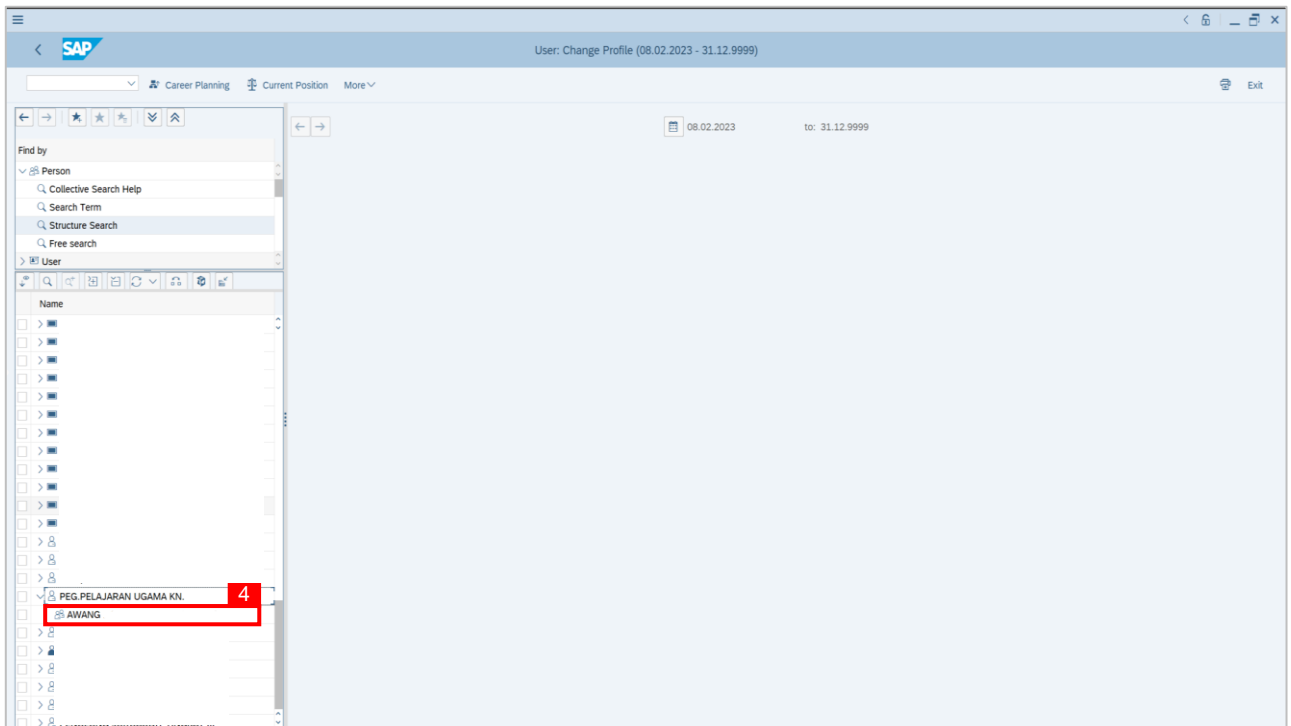 SAP
User: Change Profile (08.02.2023 - 31.12.9999)
Career Planning Current Position More Exit
08.02.2023 to: 31.12.9999
Find by
Person
Collective Search Help
Search Term
Structure Search
Free search
User
Name
PEG.PELAJARAN UGAMA KN. 4
AWANG